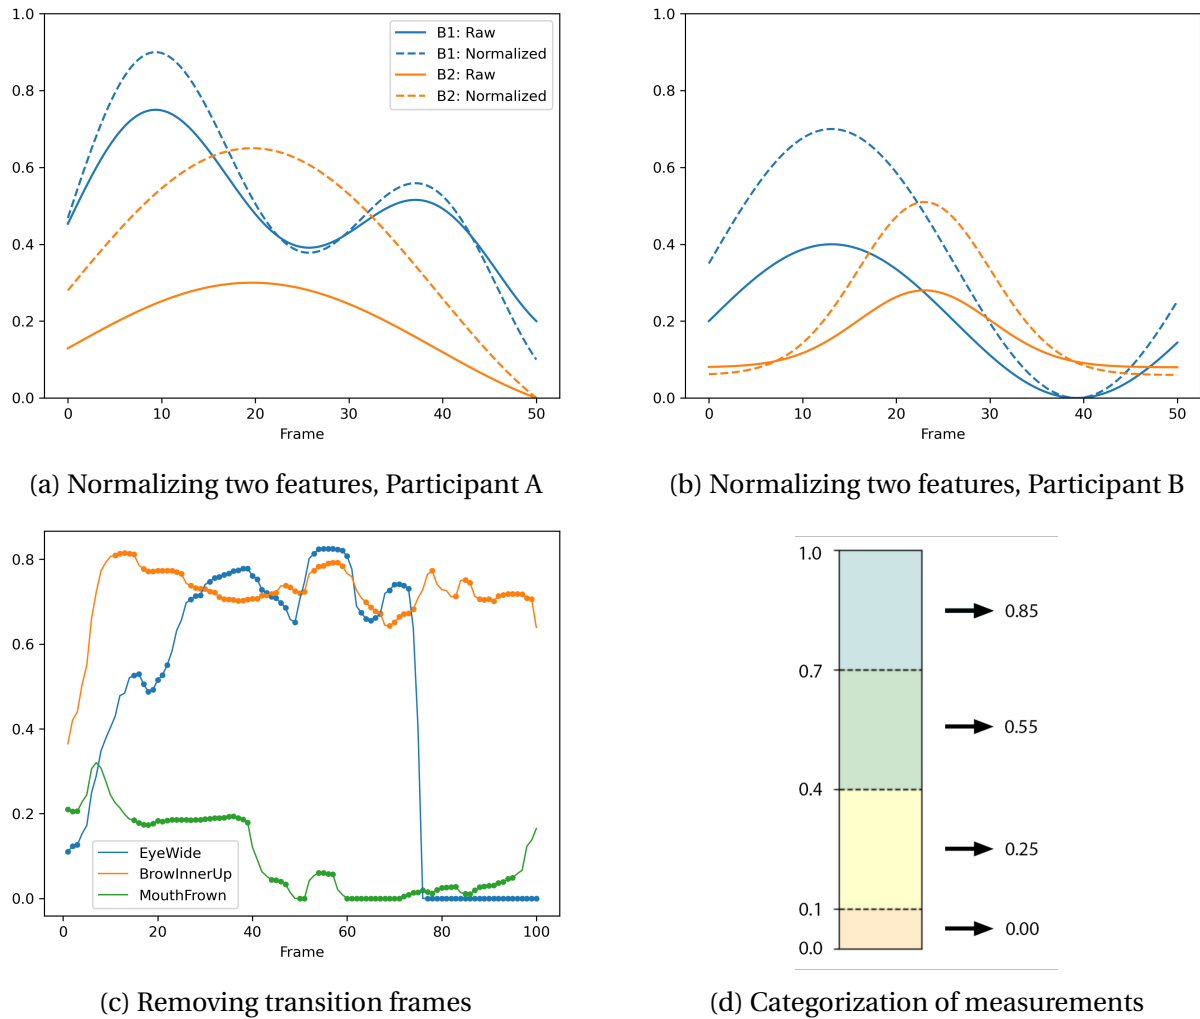 1.0
0.8
0.6
0.4
0.2
0.0
0 10 20 30 40 50
Frame
B1: Raw
B1: Normalized
B2: Raw
B2: Normalized
(a) Normalizing two features, Participant A
1.0
0.8
0.6
0.4
0.2
0.0
0 10 20 30 40 50
Frame
(b) Normalizing two features, Participant B
0.8
0.6
0.4
0.2
0.0
0 20 40 60 80 100
Frame
EyeWide
BrowInnerUp
MouthFrown
(c) Removing transition frames
1.0
0.85
0.7
0.55
0.4
0.25
0.1
0.00
0.0
(d) Categorization of measurements